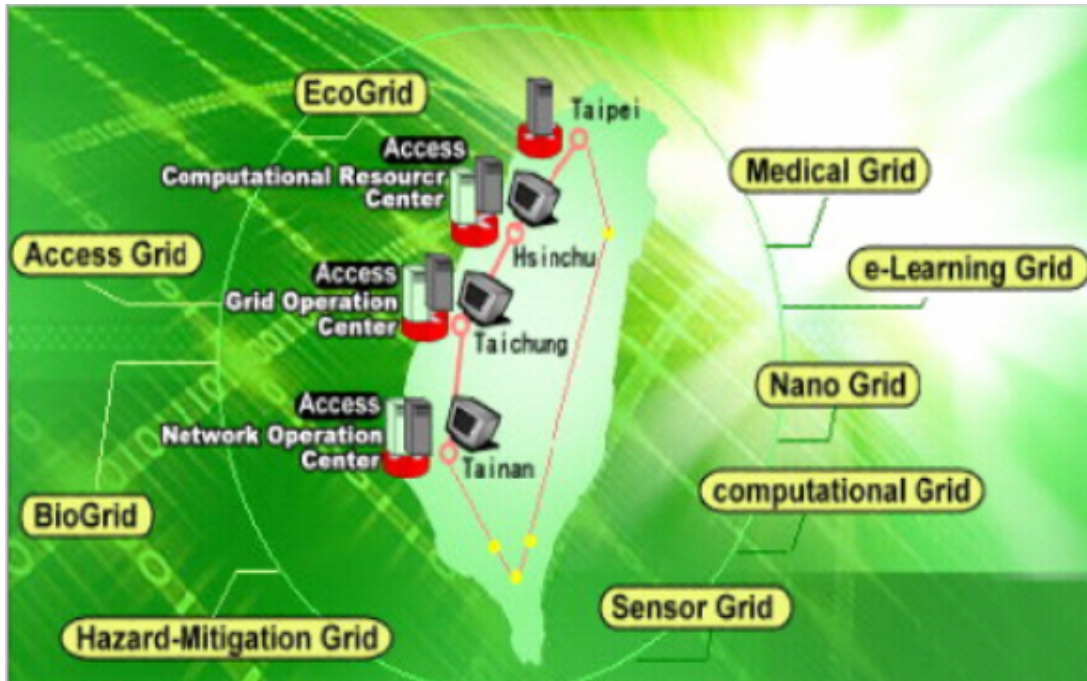 EcoGrid
Taipei
Access
Computational Resourcr
Center
Medical Grid
Access Grid
Hsinchu
e-Learning Grid
Access
Grid Operation
Center
Taichung
Nano Grid
Access
Network Operation
Center
Tainan
computational Grid
BioGrid
Sensor Grid
Hazard-Mitigation Grid